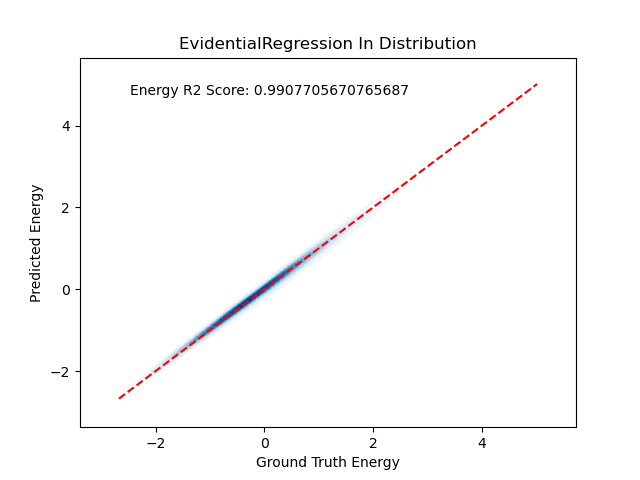 EvidentialRegression In Distribution
Energy R2 Score: 0.9907705670765687
Predicted Energy
4
2
0
−2
−2
0
2
4
Ground Truth Energy